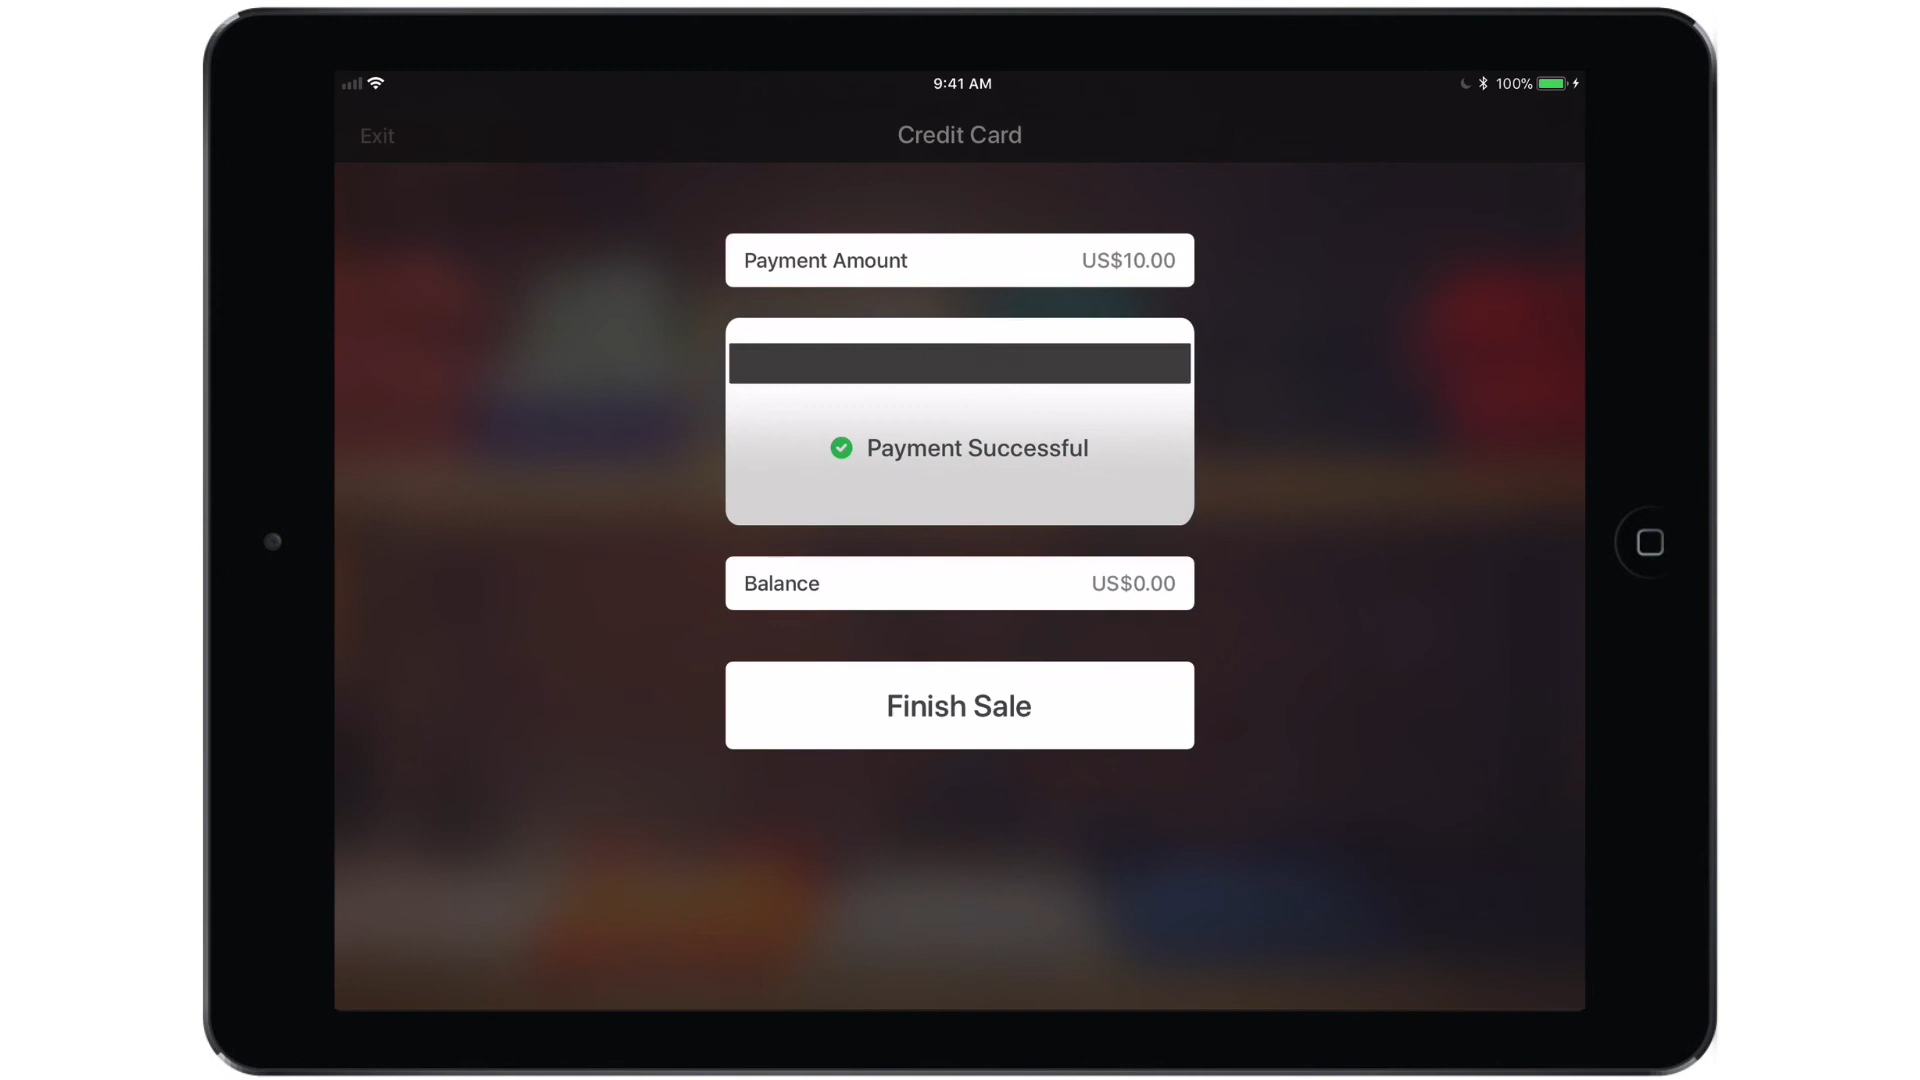 9:41 AM
100%
Exit
Credit Card
Payment Amount
US$10.00
Payment Successful
Balance
US$0.00
Finish Sale